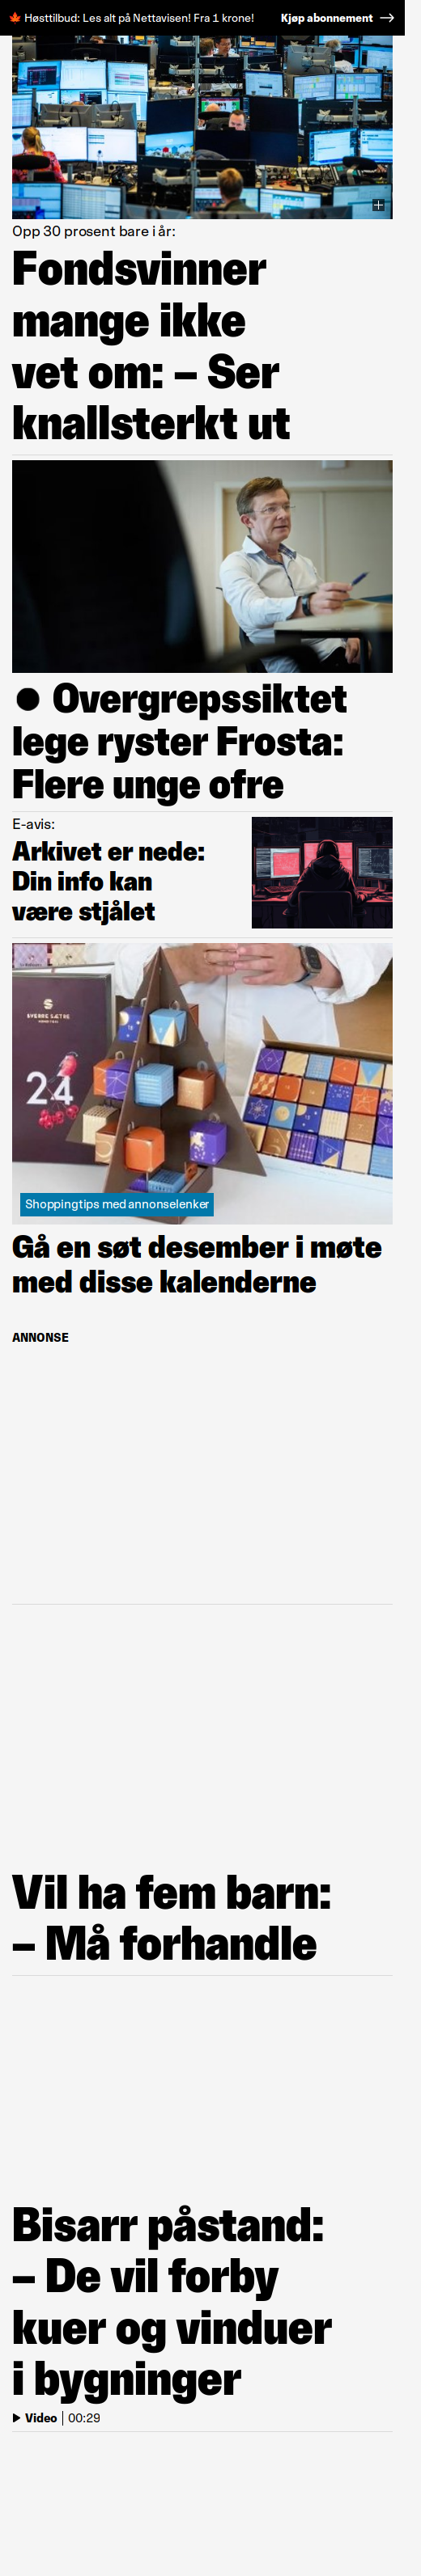 Høsttilbud: Les alt på Nettavisen! Fra 1 krone! Kjøp abonnement
Opp 30 prosent bare i år:
Fondsvinner
mange ikke
vet om: – Ser
knallsterkt ut
Overgrepssiktet
lege ryster Frosta:
Flere unge ofre
E-avis:
Arkivet er nede:
Din info kan
være stjålet
SVERRE SÆTRE
24
Shoppingtips med annonselenker
Gå en søt desember i møte
med disse kalenderne
ANNONSE
Vil ha fem barn:
– Må forhandle
Bisarr påstand:
– De vil forby
kuer og vinduer
i bygninger
Video | 00:29